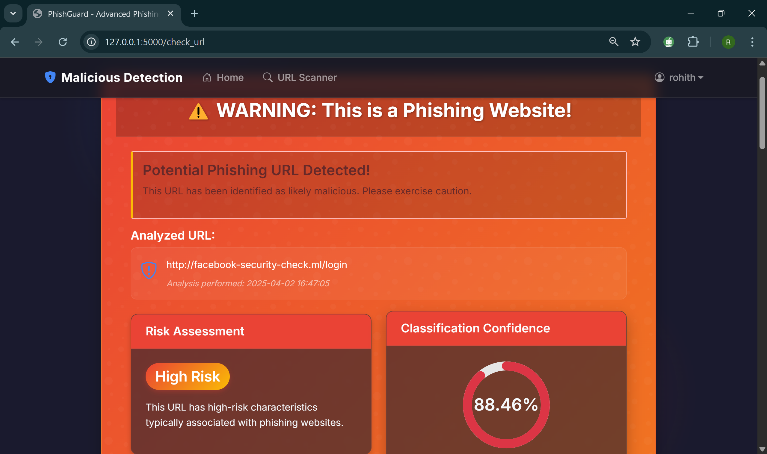 PhishGuard - Advanced Phishin
127.0.0.1:5000/check_url
R
Malicious Detection
Home
URL Scanner
rohith
WARNING: This is a Phishing Website!
Potential Phishing URL Detected!
This URL has been identified as likely malicious. Please exercise caution.
Analyzed URL:
http://facebook-security-check.ml/login
Analysis performed: 2025-04-02 16:47:05
Risk Assessment
High Risk
This URL has high-risk characteristics
typically associated with phishing websites.
Classification Confidence
88.46%